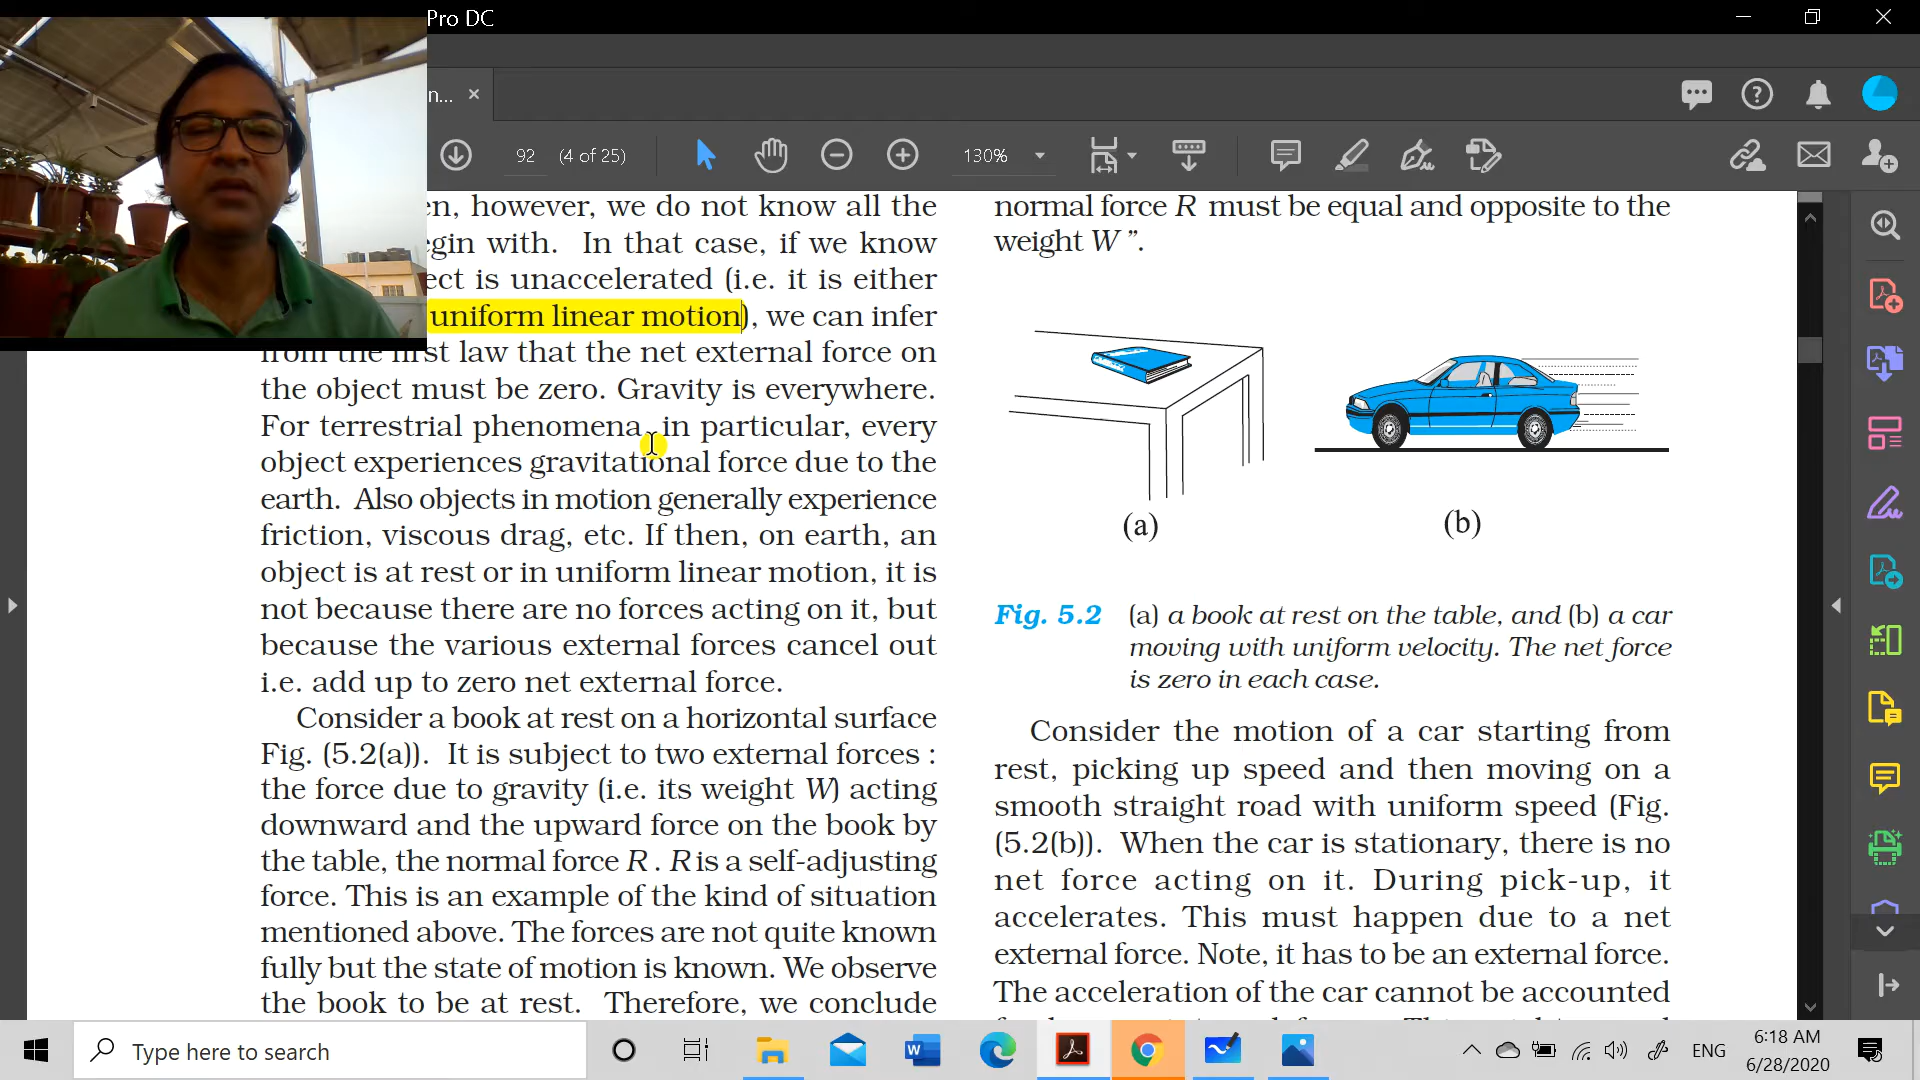 Pro DC
n...
92 (4 of 25)
130%
en, however, we do not know all the
egin with. In that case, if we know
ect is unaccelerated (i.e. it is either
uniform linear motion), we can infer
from the first law that the net external force on
the object must be zero. Gravity is everywhere.
For terrestrial phenomena, in particular, every
object experiences gravitational force due to the
earth. Also objects in motion generally experience
friction, viscous drag, etc. If then, on earth, an
object is at rest or in uniform linear motion, it is
not because there are no forces acting on it, but
because the various external forces cancel out
i.e. add up to zero net external force.
Consider a book at rest on a horizontal surface
Fig. (5.2(a)). It is subject to two external forces :
the force due to gravity (i.e. its weight W) acting
downward and the upward force on the book by
the table, the normal force R . R is a self-adjusting
force. This is an example of the kind of situation
mentioned above. The forces are not quite known
fully but the state of motion is known. We observe
the book to be at rest. Therefore, we conclude
normal force R must be equal and opposite to the
weight W ”.
(a)
(b)
Fig. 5.2 (a) a book at rest on the table, and (b) a car
moving with uniform velocity. The net force
is zero in each case.
Consider the motion of a car starting from
rest, picking up speed and then moving on a
smooth straight road with uniform speed (Fig.
(5.2(b)). When the car is stationary, there is no
net force acting on it. During pick-up, it
accelerates. This must happen due to a net
external force. Note, it has to be an external force.
The acceleration of the car cannot be accounted
Type here to search
ENG
6:18 AM
6/28/2020